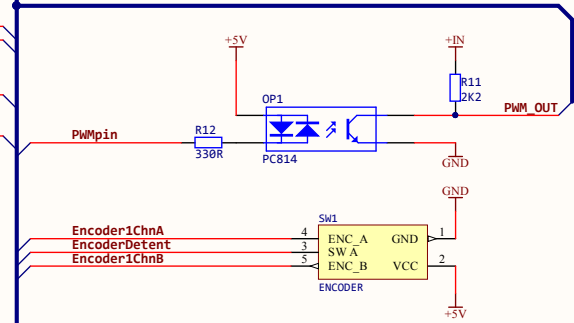 +5V
+IN
OP1
R11
2K2
PWM_OUT
PWMpin
R12
330R
PC814
GND
GND
SW1
Encoder1ChnA
4
ENC_A
GND
1
EncoderDetent
3
SW A
Encoder1ChnB
5
ENC_B
VCC
2
ENCODER
+5V